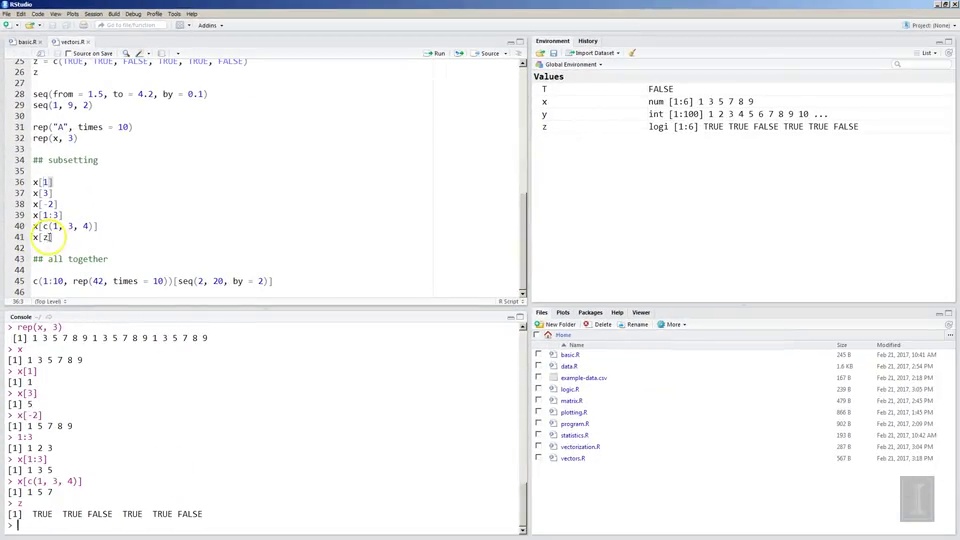 RStudio
File Edit Code View Plots Session Build Debug Profile Tools Help
Go to file/function Addins Project: (None)
basic.R × vectors.R ×
Source on Save Run Source
25 z = c(TRUE, TRUE, FALSE, TRUE, TRUE, FALSE)
26 z
27
28 seq(from = 1.5, to = 4.2, by = 0.1)
29 seq(1, 9, 2)
30
31 rep("A", times = 10)
32 rep(x, 3)
33
34 ## subsetting
35
36 x[1]
37 x[3]
38 x[-2]
39 x[1:3]
40 x[c(1, 3, 4)]
41 x[z]
42
43 ## all together
44
45 c(1:10, rep(42, times = 10))[seq(2, 20, by = 2)]
46
36:3 (Top Level) R Script
Console ~/
> rep(x, 3)
[1] 1 3 5 7 8 9 1 3 5 7 8 9 1 3 5 7 8 9
> x
[1] 1 3 5 7 8 9
> x[1]
[1] 1
> x[3]
[1] 5
> x[-2]
[1] 1 5 7 8 9
> 1:3
[1] 1 2 3
> x[1:3]
[1] 1 3 5
> x[c(1, 3, 4)]
[1] 1 5 7
> z
[1] TRUE TRUE FALSE TRUE TRUE FALSE
>
Environment History
Import Dataset List
Global Environment
Values
T FALSE
x num [1:6] 1 3 5 7 8 9
y int [1:100] 1 2 3 4 5 6 7 8 9 10 ...
z logi [1:6] TRUE TRUE FALSE TRUE TRUE FALSE
Files Plots Packages Help Viewer
New Folder Delete Rename More
Home
Name Size Modified
basic.R 245 B Feb 21, 2017, 10:41 AM
data.R 1.6 KB Feb 21, 2017, 2:54 PM
example-data.csv 167 B Feb 21, 2017, 2:18 PM
logic.R 389 B Feb 21, 2017, 3:05 PM
matrix.R 479 B Feb 21, 2017, 2:45 PM
plotting.R 866 B Feb 21, 2017, 1:45 PM
program.R 902 B Feb 21, 2017, 2:09 PM
statistics.R 193 B Feb 21, 2017, 10:42 AM
vectorization.R 287 B Feb 21, 2017, 3:04 PM
vectors.R 567 B Feb 21, 2017, 3:18 PM
I